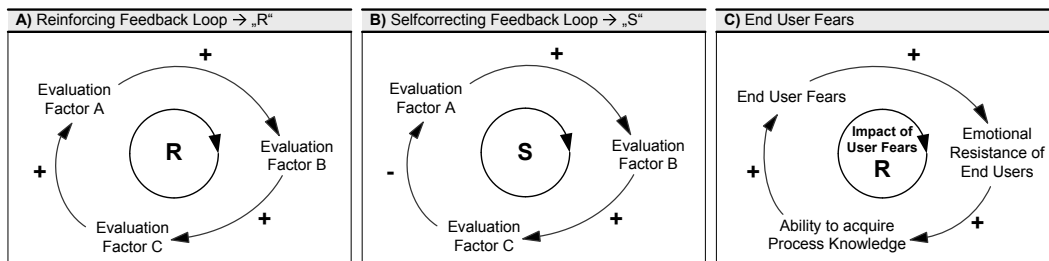 A) Reinforcing Feedback Loop → „R“
+
Evaluation
Factor A
R
Evaluation
Factor B
+
+
Evaluation
Factor C
B) Selfcorrecting Feedback Loop → „S“
+
Evaluation
Factor A
S
Evaluation
Factor B
-
+
Evaluation
Factor C
C) End User Fears
+
End User Fears
Impact of
User Fears
R
Emotional
Resistance of
End Users
+
+
Ability to acquire
Process Knowledge